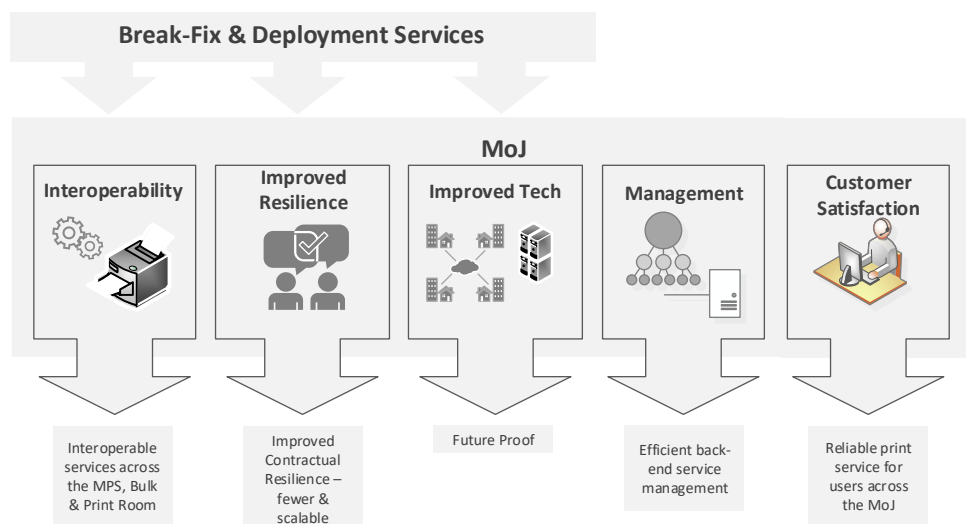 Break-Fix & Deployment Services
MoJ
Interoperability
Improved
Resilience
Improved Tech
Management
Customer
Satisfaction
Interoperable
services across
the MPS, Bulk
& Print Room
Improved
Contractual
Resilience –
fewer &
scalable
Future Proof
Efficient back-
end service
management
Reliable print
service for
users across
the MoJ